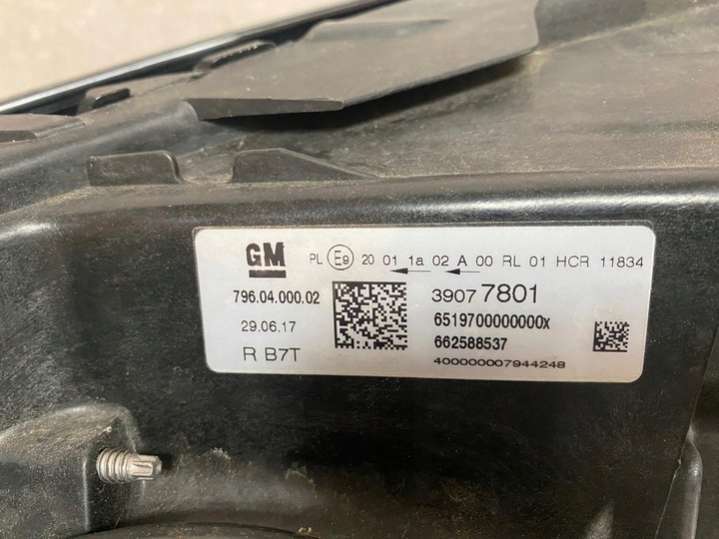 GM PL E9 20 01 1a 02 A 00 RL 01 HCR 11834
796.04.000.02 39077801
29.06.17 6519700000000x
662588537
R B7T 400000007944248